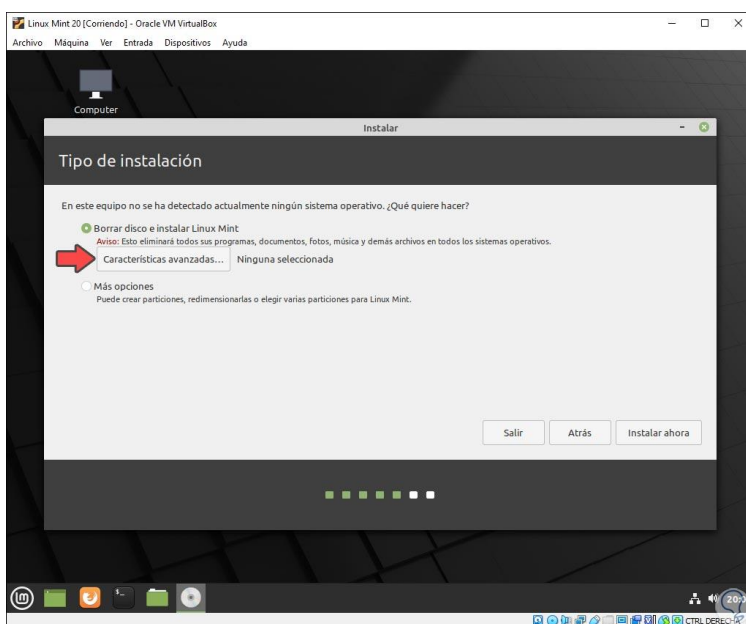 Linux Mint 20 [Corriendo] - Oracle VM VirtualBox
Archivo Máquina Ver Entrada Dispositivos Ayuda
Computer
Instalar
Tipo de instalación
En este equipo no se ha detectado actualmente ningún sistema operativo. ¿Qué quiere hacer?
Borrar disco e instalar Linux Mint
Aviso: Esto eliminará todos sus programas, documentos, fotos, música y demás archivos en todos los sistemas operativos.
Características avanzadas... Ninguna seleccionada
Más opciones
Puede crear particiones, redimensionarlas o elegir varias particiones para Linux Mint.
Salir Atrás Instalar ahora
CTRL DERECHA